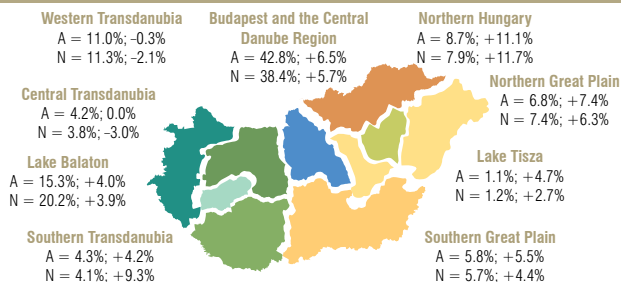 Western Transdanubia
A = 11.0%; -0.3%
N = 11.3%; -2.1%
Budapest and the Central
Danube Region
A = 42.8%; +6.5%
N = 38.4%; +5.7%
Northern Hungary
A = 8.7%; +11.1%
N = 7.9%; +11.7%
Northern Great Plain
A = 6.8%; +7.4%
N = 7.4%; +6.3%
Central Transdanubia
A = 4.2%; 0.0%
N = 3.8%; -3.0%
Lake Balaton
A = 15.3%; +4.0%
N = 20.2%; +3.9%
Lake Tisza
A = 1.1%; +4.7%
N = 1.2%; +2.7%
Southern Transdanubia
A = 4.3%; +4.2%
N = 4.1%; +9.3%
Southern Great Plain
A = 5.8%; +5.5%
N = 5.7%; +4.4%